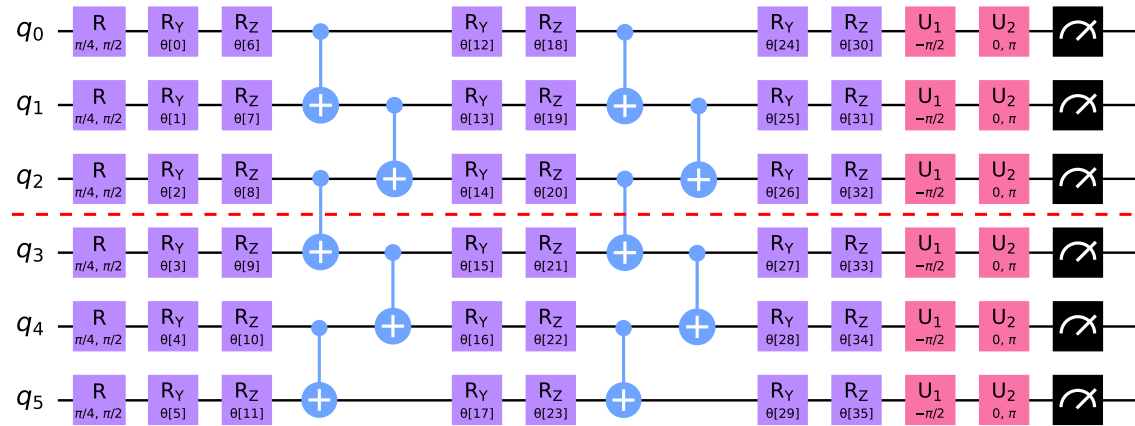 q0 R π/4, π/2 RY θ[0] RZ θ[6] RY θ[12] RZ θ[18] RY θ[24] RZ θ[30] U1 −π/2 U2 0, π
q1 R π/4, π/2 RY θ[1] RZ θ[7] RY θ[13] RZ θ[19] RY θ[25] RZ θ[31] U1 −π/2 U2 0, π
q2 R π/4, π/2 RY θ[2] RZ θ[8] RY θ[14] RZ θ[20] RY θ[26] RZ θ[32] U1 −π/2 U2 0, π
q3 R π/4, π/2 RY θ[3] RZ θ[9] RY θ[15] RZ θ[21] RY θ[27] RZ θ[33] U1 −π/2 U2 0, π
q4 R π/4, π/2 RY θ[4] RZ θ[10] RY θ[16] RZ θ[22] RY θ[28] RZ θ[34] U1 −π/2 U2 0, π
q5 R π/4, π/2 RY θ[5] RZ θ[11] RY θ[17] RZ θ[23] RY θ[29] RZ θ[35] U1 −π/2 U2 0, π